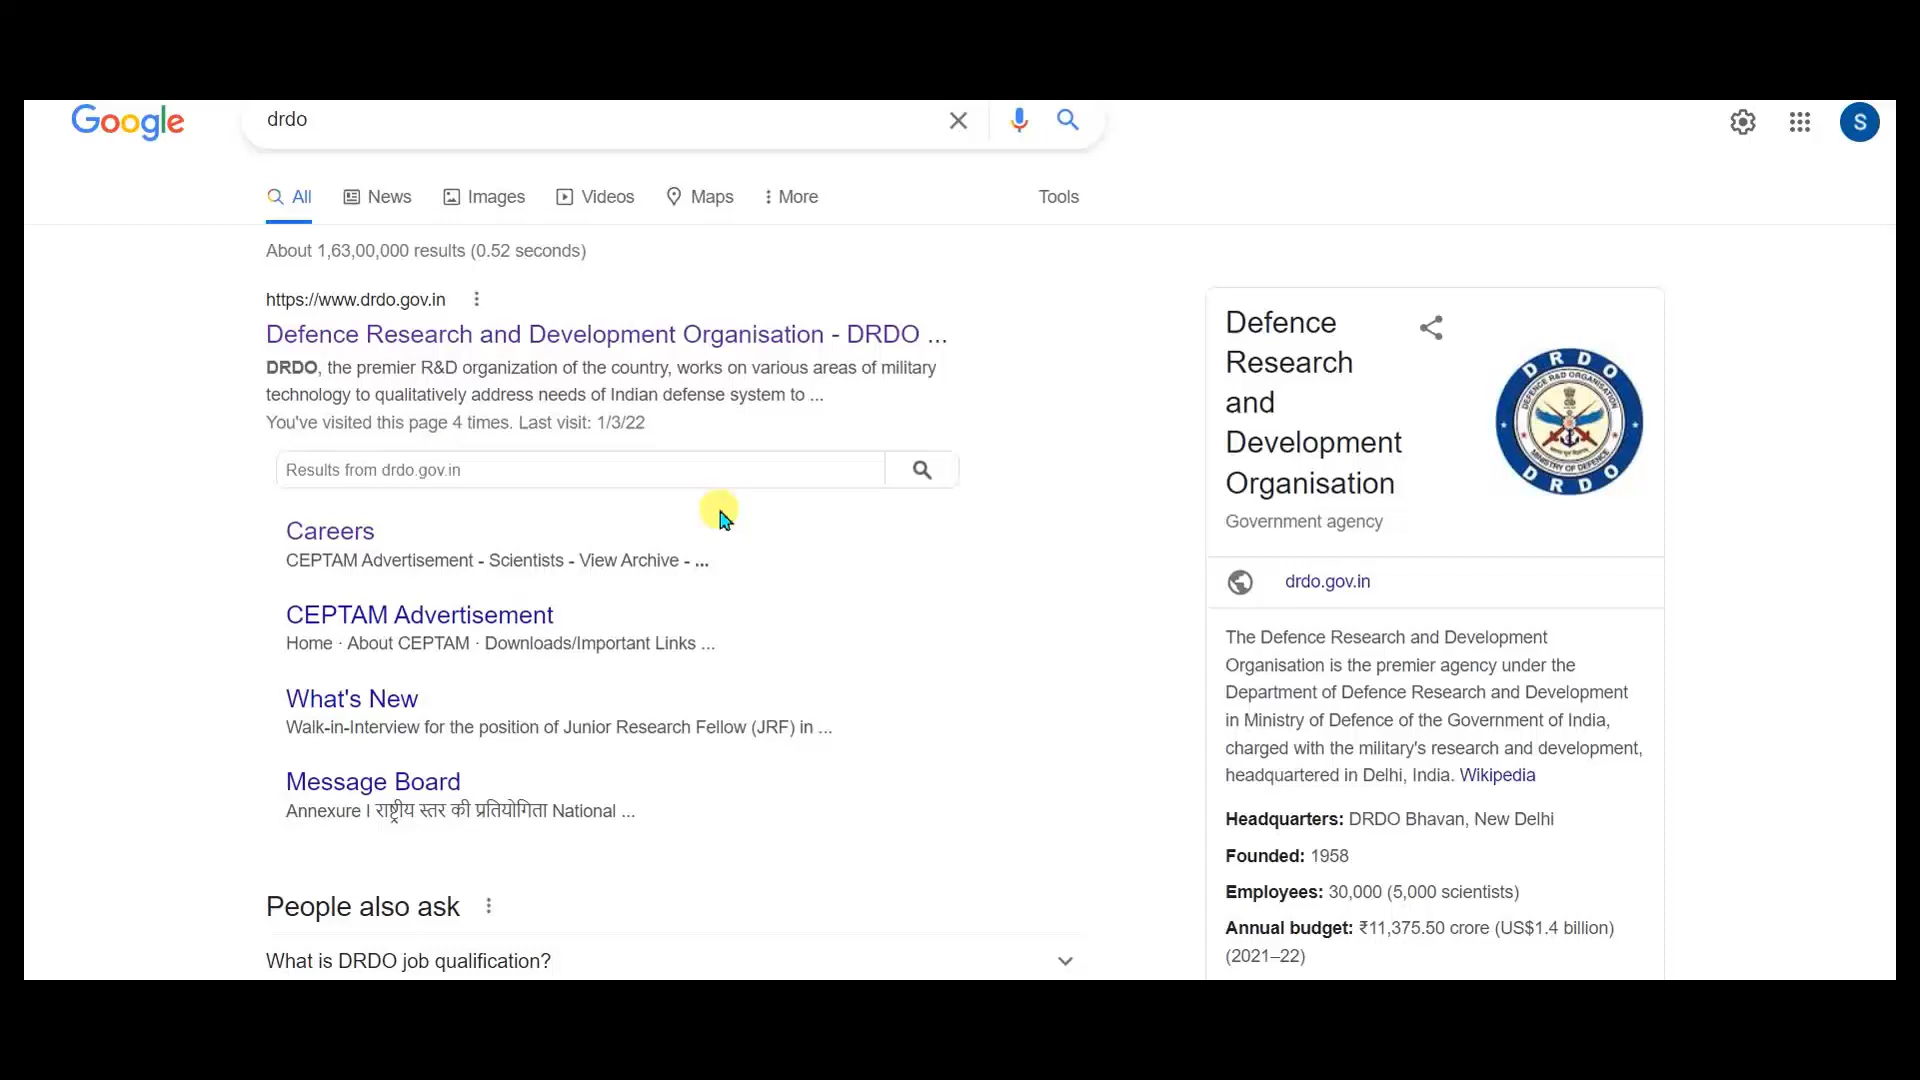 Google
drdo
S
All
News
Images
Videos
Maps
More
Tools
About 1,63,00,000 results (0.52 seconds)
https://www.drdo.gov.in
Defence Research and Development Organisation - DRDO ...
DRDO, the premier R&D organization of the country, works on various areas of military
technology to qualitatively address needs of Indian defense system to ...
You've visited this page 4 times. Last visit: 1/3/22
Results from drdo.gov.in
Careers
CEPTAM Advertisement - Scientists - View Archive - ...
CEPTAM Advertisement
Home · About CEPTAM · Downloads/Important Links ...
What's New
Walk-in-Interview for the position of Junior Research Fellow (JRF) in ...
Message Board
Annexure I राष्ट्रीय स्तर की प्रतियोगिता National ...
People also ask
What is DRDO job qualification?
Defence
Research
and
Development
Organisation
Government agency
DRDO
DEFENCE R&D ORGANISATION
MINISTRY OF DEFENCE
DRDO
drdo.gov.in
The Defence Research and Development
Organisation is the premier agency under the
Department of Defence Research and Development
in Ministry of Defence of the Government of India,
charged with the military's research and development,
headquartered in Delhi, India. Wikipedia
Headquarters: DRDO Bhavan, New Delhi
Founded: 1958
Employees: 30,000 (5,000 scientists)
Annual budget: ₹11,375.50 crore (US$1.4 billion)
(2021–22)